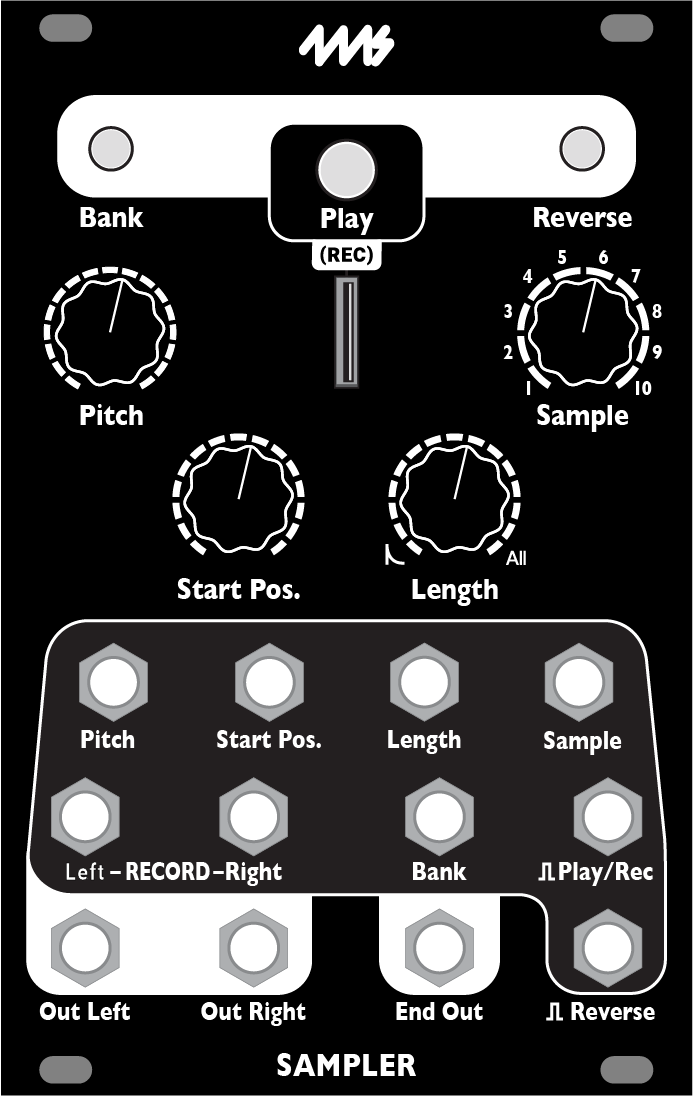 4ms
Bank Play Reverse
(REC)
5 6
4 7
3 8
2 9
1 10
Pitch Sample
All
Start Pos. Length
Pitch Start Pos. Length Sample
Left – RECORD – Right Bank Play/Rec
Out Left Out Right End Out Reverse
SAMPLER